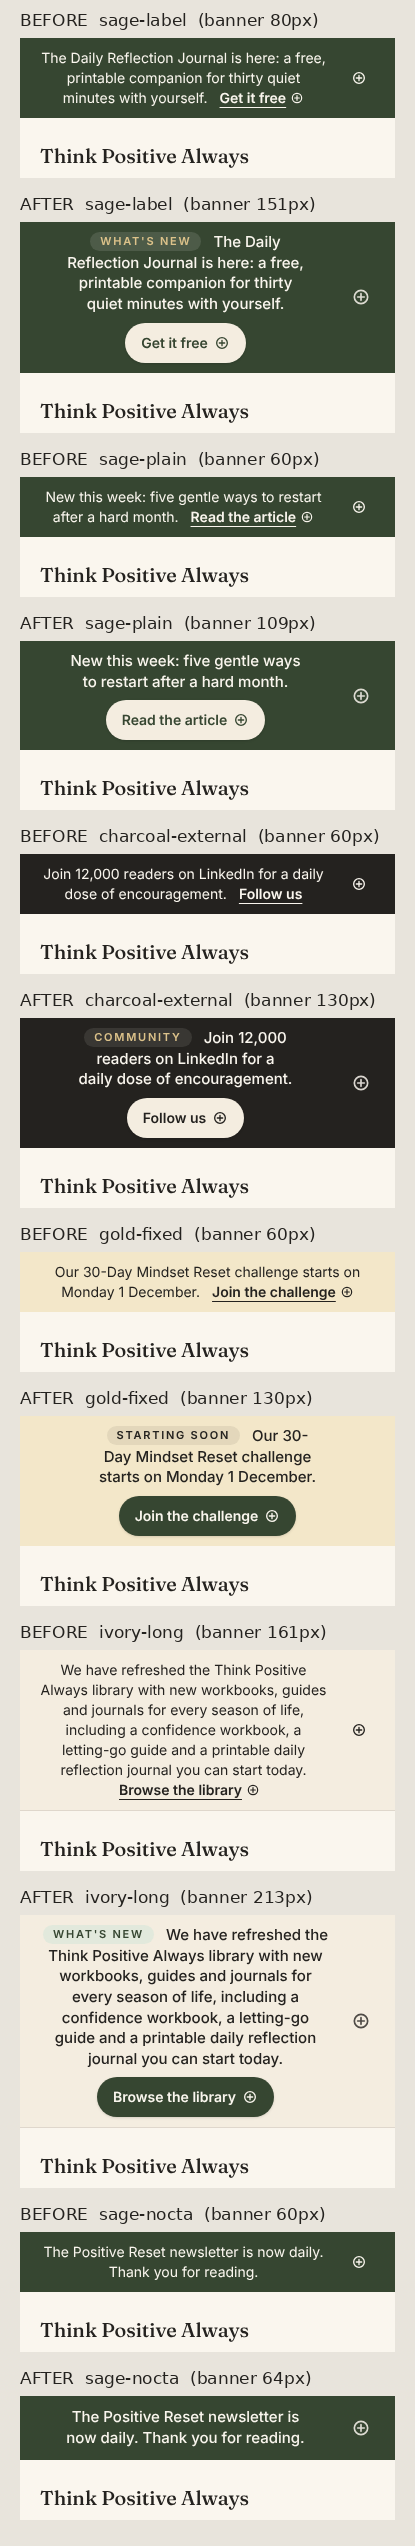 BEFORE sage-label (banner 80px)
The Daily Reflection Journal is here: a free,
printable companion for thirty quiet
minutes with yourself. Get it free
Think Positive Always
AFTER sage-label (banner 151px)
WHAT'S NEW The Daily
Reflection Journal is here: a free,
printable companion for thirty
quiet minutes with yourself.
Get it free
Think Positive Always
BEFORE sage-plain (banner 60px)
New this week: five gentle ways to restart
after a hard month. Read the article
Think Positive Always
AFTER sage-plain (banner 109px)
New this week: five gentle ways
to restart after a hard month.
Read the article
Think Positive Always
BEFORE charcoal-external (banner 60px)
Join 12,000 readers on LinkedIn for a daily
dose of encouragement. Follow us
Think Positive Always
AFTER charcoal-external (banner 130px)
COMMUNITY Join 12,000
readers on LinkedIn for a
daily dose of encouragement.
Follow us
Think Positive Always
BEFORE gold-fixed (banner 60px)
Our 30-Day Mindset Reset challenge starts on
Monday 1 December. Join the challenge
Think Positive Always
AFTER gold-fixed (banner 130px)
STARTING SOON Our 30-
Day Mindset Reset challenge
starts on Monday 1 December.
Join the challenge
Think Positive Always
BEFORE ivory-long (banner 161px)
We have refreshed the Think Positive
Always library with new workbooks, guides
and journals for every season of life,
including a confidence workbook, a
letting-go guide and a printable daily
reflection journal you can start today.
Browse the library
Think Positive Always
AFTER ivory-long (banner 213px)
WHAT'S NEW We have refreshed the
Think Positive Always library with new
workbooks, guides and journals for
every season of life, including a
confidence workbook, a letting-go
guide and a printable daily reflection
journal you can start today.
Browse the library
Think Positive Always
BEFORE sage-nocta (banner 60px)
The Positive Reset newsletter is now daily.
Thank you for reading.
Think Positive Always
AFTER sage-nocta (banner 64px)
The Positive Reset newsletter is
now daily. Thank you for reading.
Think Positive Always